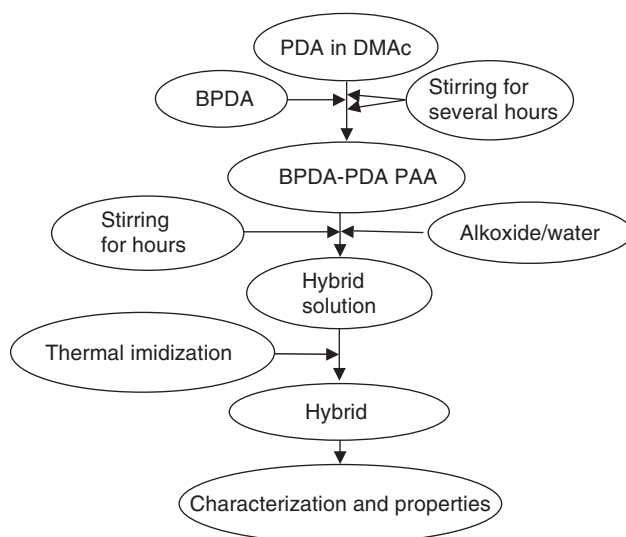 PDA in DMAc
BPDA
Stirring for
several hours
BPDA-PDA PAA
Stirring
for hours
Alkoxide/water
Hybrid
solution
Thermal imidization
Hybrid
Characterization and properties